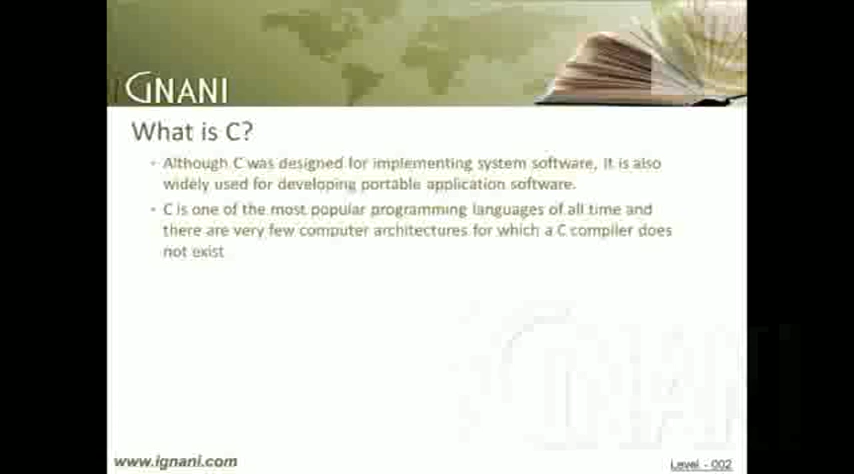 IGNANI
What is C?
• Although C was designed for implementing system software, it is also
widely used for developing portable application software.
• C is one of the most popular programming languages of all time and
there are very few computer architectures for which a C compiler does
not exist
www.ignani.com
Level - 002